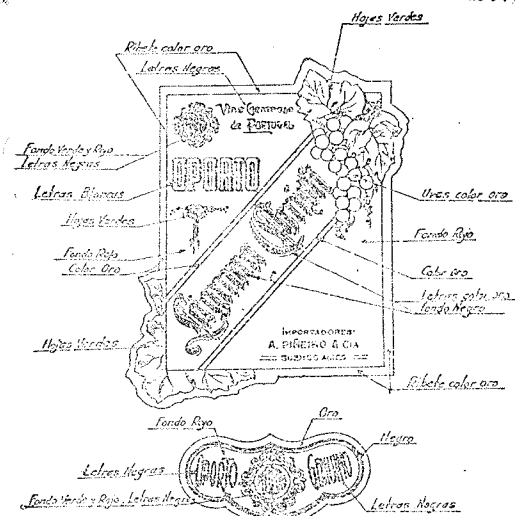 Hojas Verdes
Ribete color oro
Letras Negras
Vino Generoso
de Portugal
Fondo Verde y Rojo
Letras Negras
OPORTO
Letras Blancas
Uvas color oro
Hojas Verdes
Fondo Rojo
Fondo Rojo
Color Oro
Color Oro
Letras color oro
fondo Negro
Hojas Verdes
IMPORTADORES:
A. PIÑEIRO & CIA
BUENOS AIRES
Ribete color oro
Fondo Rojo
Oro
Negro
OPORTO
GENUINO
Letras Negras
Fondo Verde y Rojo, Letras Negras
Letras Negras